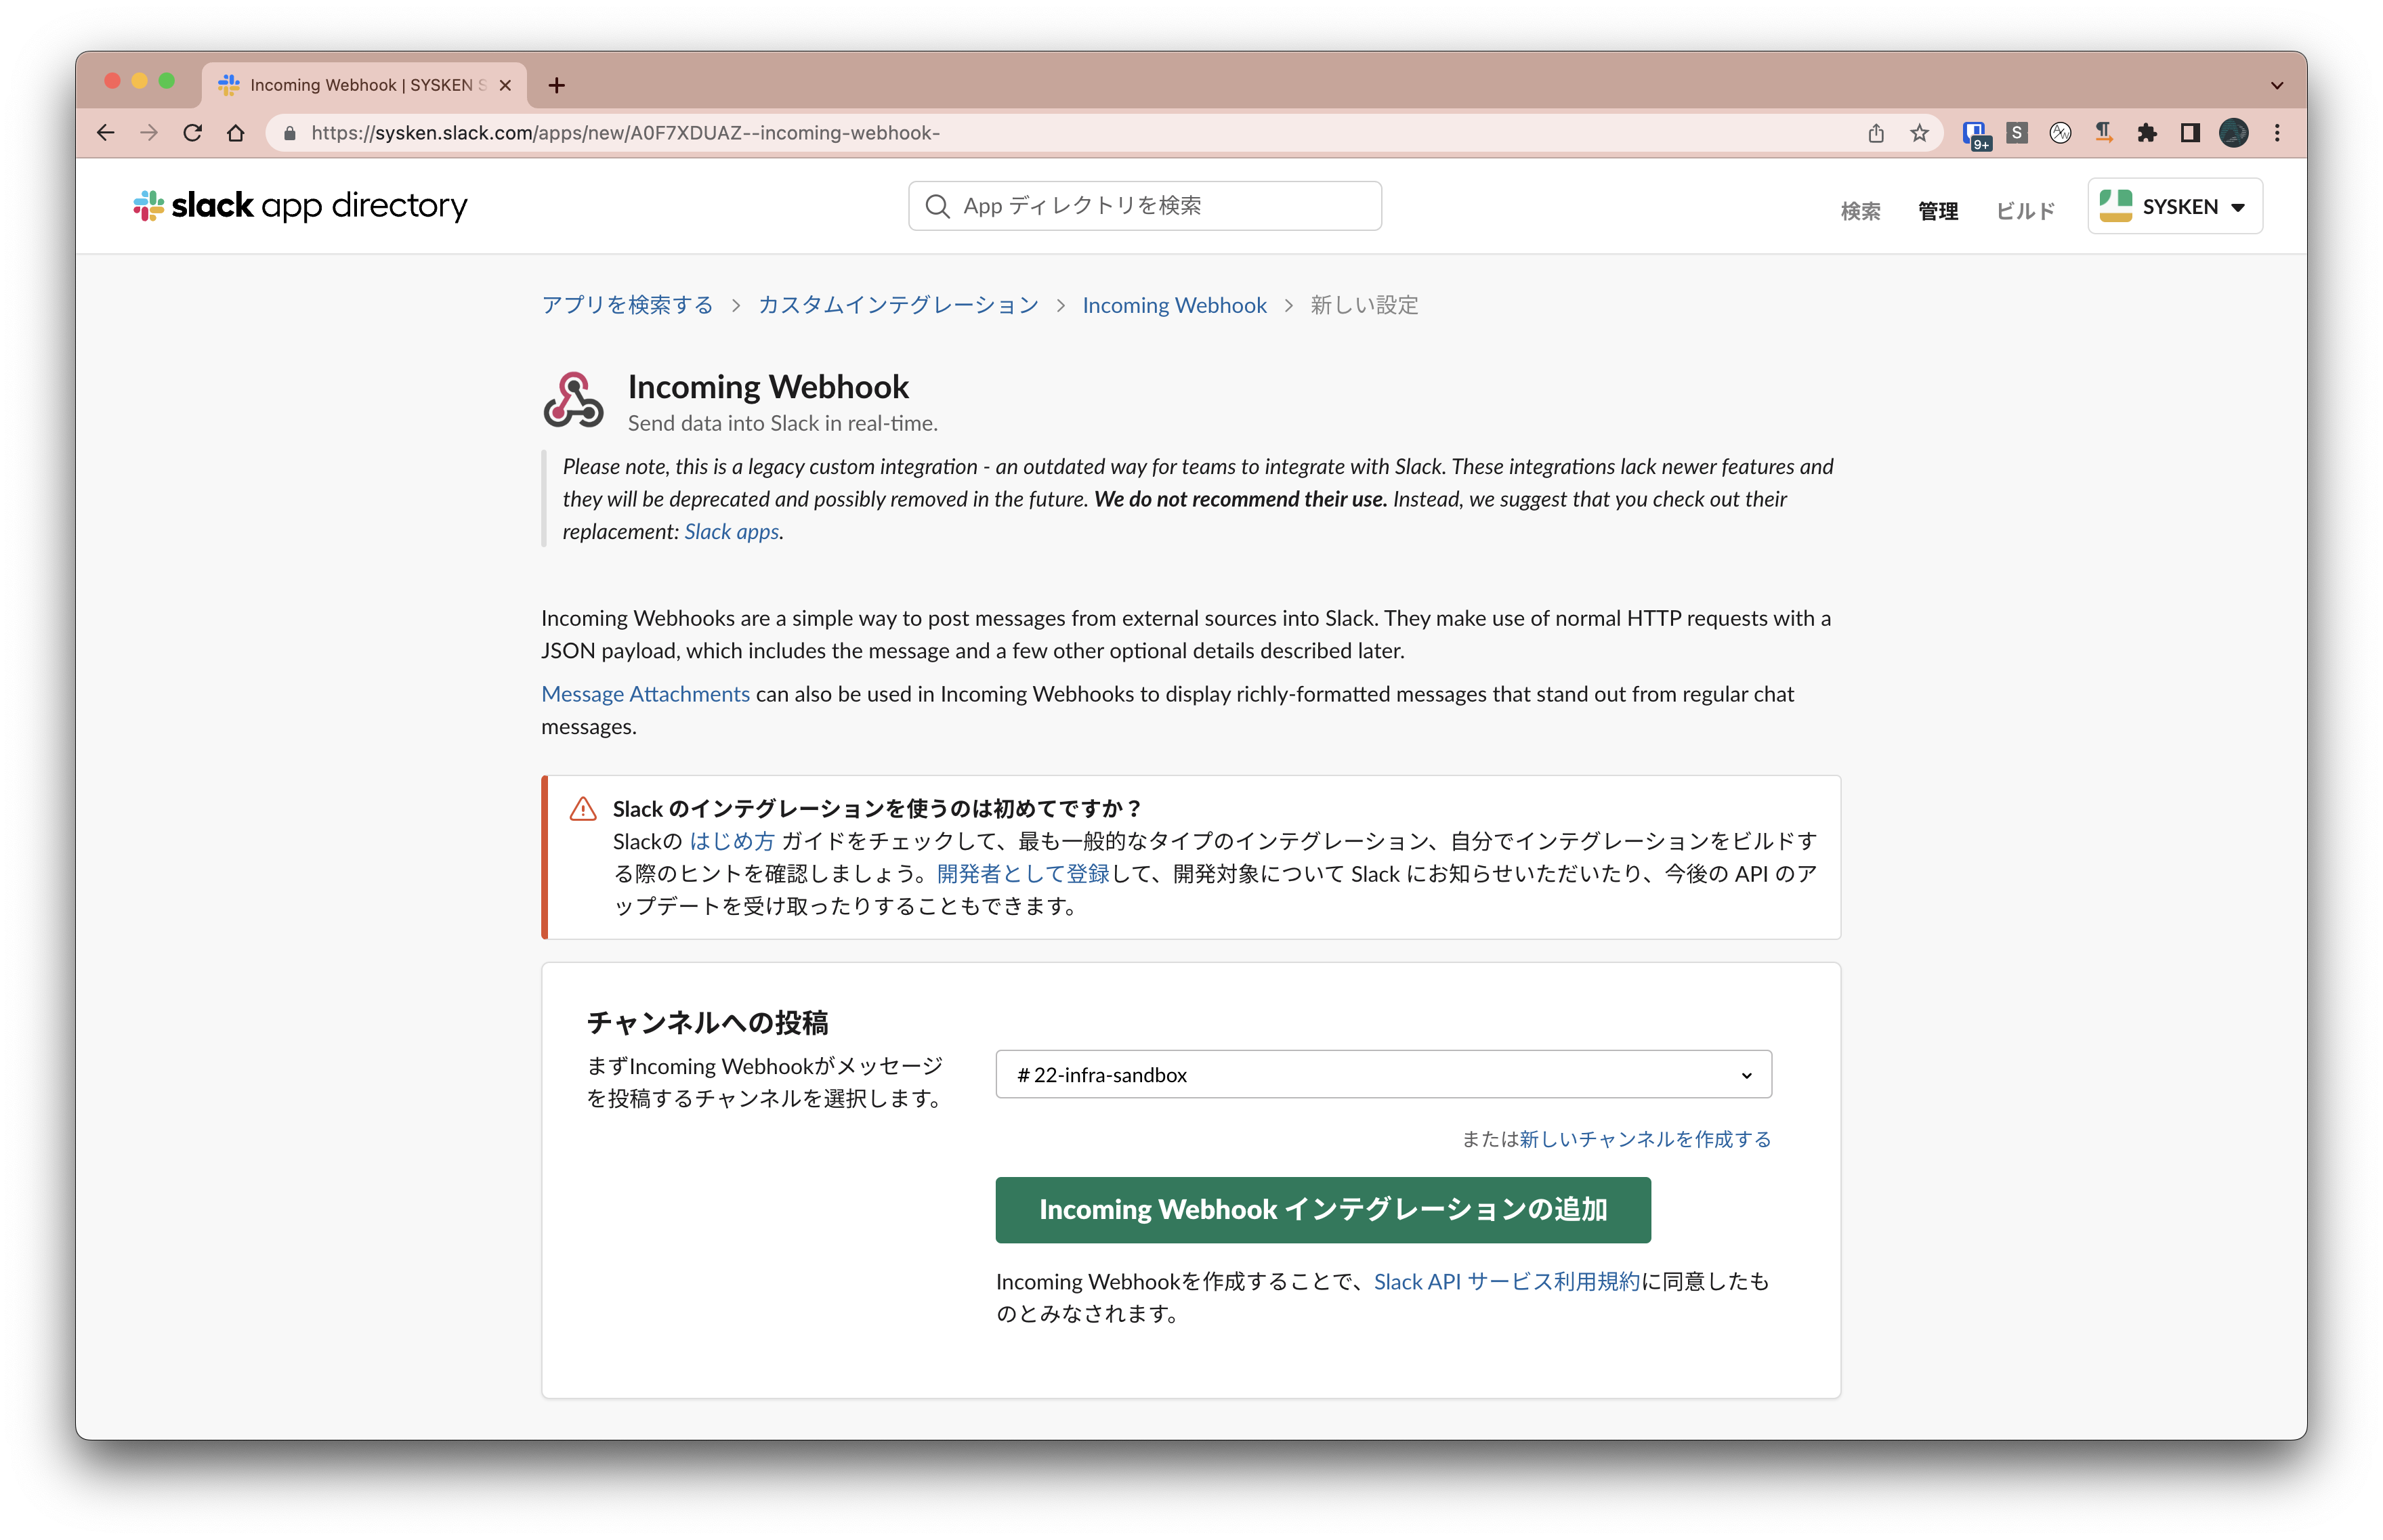 Incoming Webhook | SYSKEN S
https://sysken.slack.com/apps/new/A0F7XDUAZ--incoming-webhook-
9+
S
slack app directory
App ディレクトリを検索
検索 管理 ビルド SYSKEN
アプリを検索する > カスタムインテグレーション > Incoming Webhook > 新しい設定
Incoming Webhook
Send data into Slack in real-time.
Please note, this is a legacy custom integration - an outdated way for teams to integrate with Slack. These integrations lack newer features and
they will be deprecated and possibly removed in the future. We do not recommend their use. Instead, we suggest that you check out their
replacement: Slack apps.
Incoming Webhooks are a simple way to post messages from external sources into Slack. They make use of normal HTTP requests with a
JSON payload, which includes the message and a few other optional details described later.
Message Attachments can also be used in Incoming Webhooks to display richly-formatted messages that stand out from regular chat
messages.
Slack のインテグレーションを使うのは初めてですか？
Slackの はじめ方 ガイドをチェックして、最も一般的なタイプのインテグレーション、自分でインテグレーションをビルドす
る際のヒントを確認しましょう。開発者として登録して、開発対象について Slack にお知らせいただいたり、今後の API のア
ップデートを受け取ったりすることもできます。
チャンネルへの投稿
まずIncoming Webhookがメッセージ
を投稿するチャンネルを選択します。
# 22-infra-sandbox
または新しいチャンネルを作成する
Incoming Webhook インテグレーションの追加
Incoming Webhookを作成することで、Slack API サービス利用規約に同意したも
のとみなされます。